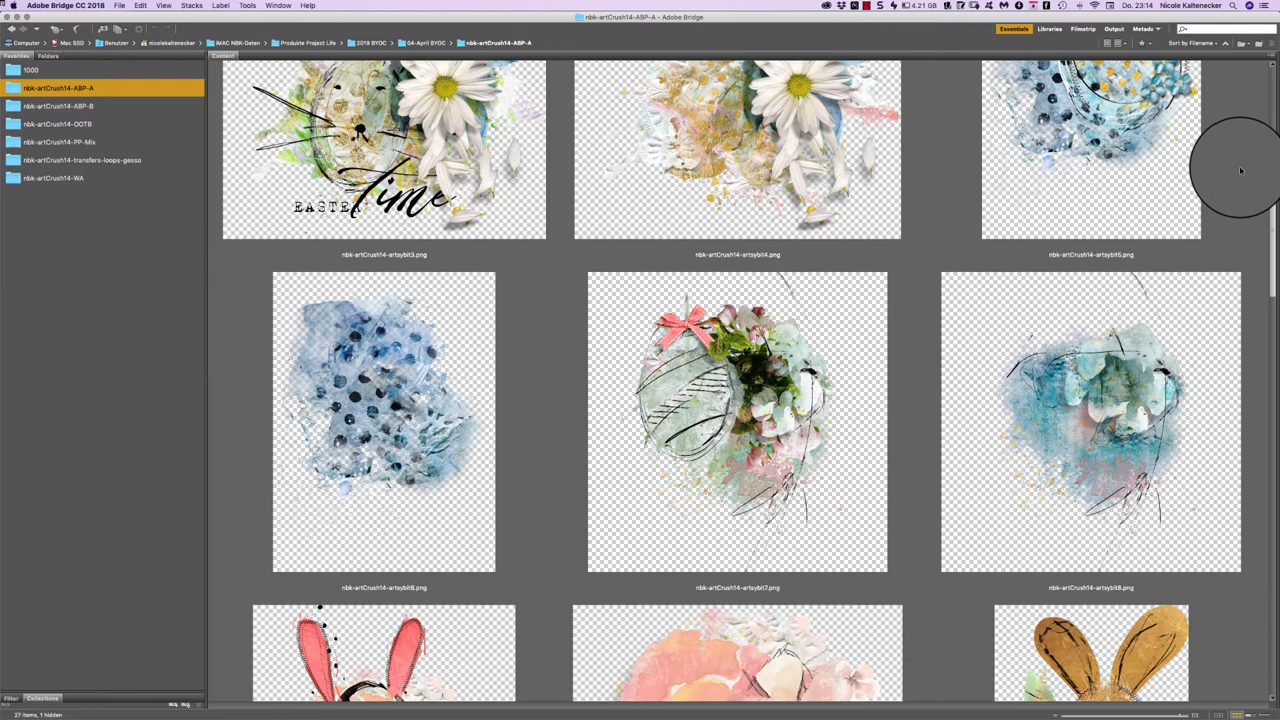 Adobe Bridge CC 2018 File Edit View Stacks Label Tools Window Help 4.21 GB Do. 23:14 Nicole Kaltenecker
nbk-artCrush14-ABP-A - Adobe Bridge
Essentials Libraries Filmstrip Output Metads
Computer Mac SSD Benutzer nicolekaltenecker iMAC NBK-Daten Produkte Project Life 2019 BYOC 04-April BYOC nbk-artCrush14-ABP-A Sort by Filename
Favorites Folders Content
1000
nbk-artCrush14-ABP-A
nbk-artCrush14-ABP-B
nbk-artCrush14-OOTB
nbk-artCrush14-PP-Mix
nbk-artCrush14-transfers-loops-gesso
nbk-artCrush14-WA
EASTER Time
nbk-artCrush14-artsybit3.png nbk-artCrush14-artsybit4.png nbk-artCrush14-artsybit5.png
nbk-artCrush14-artsybit6.png nbk-artCrush14-artsybit7.png nbk-artCrush14-artsybit8.png
Filter Collections
27 items, 1 hidden